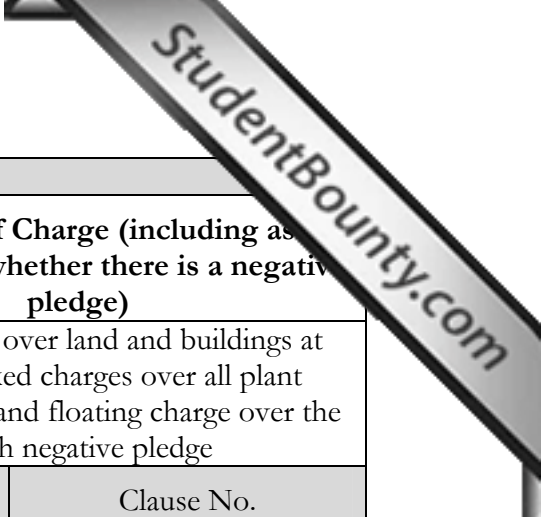 StudentBounty.com
f Charge (including as
whether there is a negativ
pledge)
over land and buildings at
ked charges over all plant
and floating charge over the
h negative pledge
Clause No.